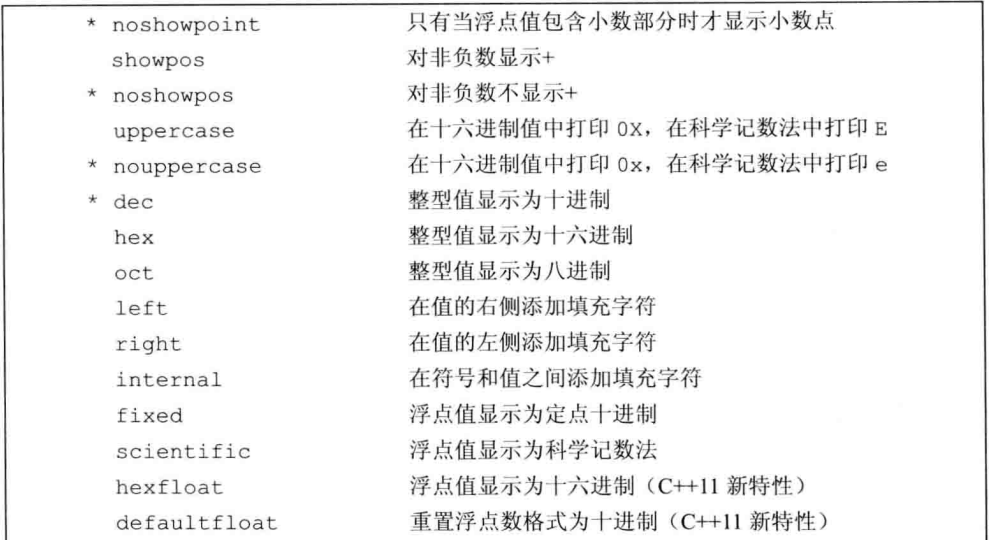 * noshowpoint 只有当浮点值包含小数部分时才显示小数点
showpos 对非负数显示+
* noshowpos 对非负数不显示+
uppercase 在十六进制值中打印 0X，在科学记数法中打印 E
* nouppercase 在十六进制值中打印 0x，在科学记数法中打印 e
* dec 整型值显示为十进制
hex 整型值显示为十六进制
oct 整型值显示为八进制
left 在值的右侧添加填充字符
right 在值的左侧添加填充字符
internal 在符号和值之间添加填充字符
fixed 浮点值显示为定点十进制
scientific 浮点值显示为科学记数法
hexfloat 浮点值显示为十六进制（C++11 新特性）
defaultfloat 重置浮点数格式为十进制（C++11 新特性）